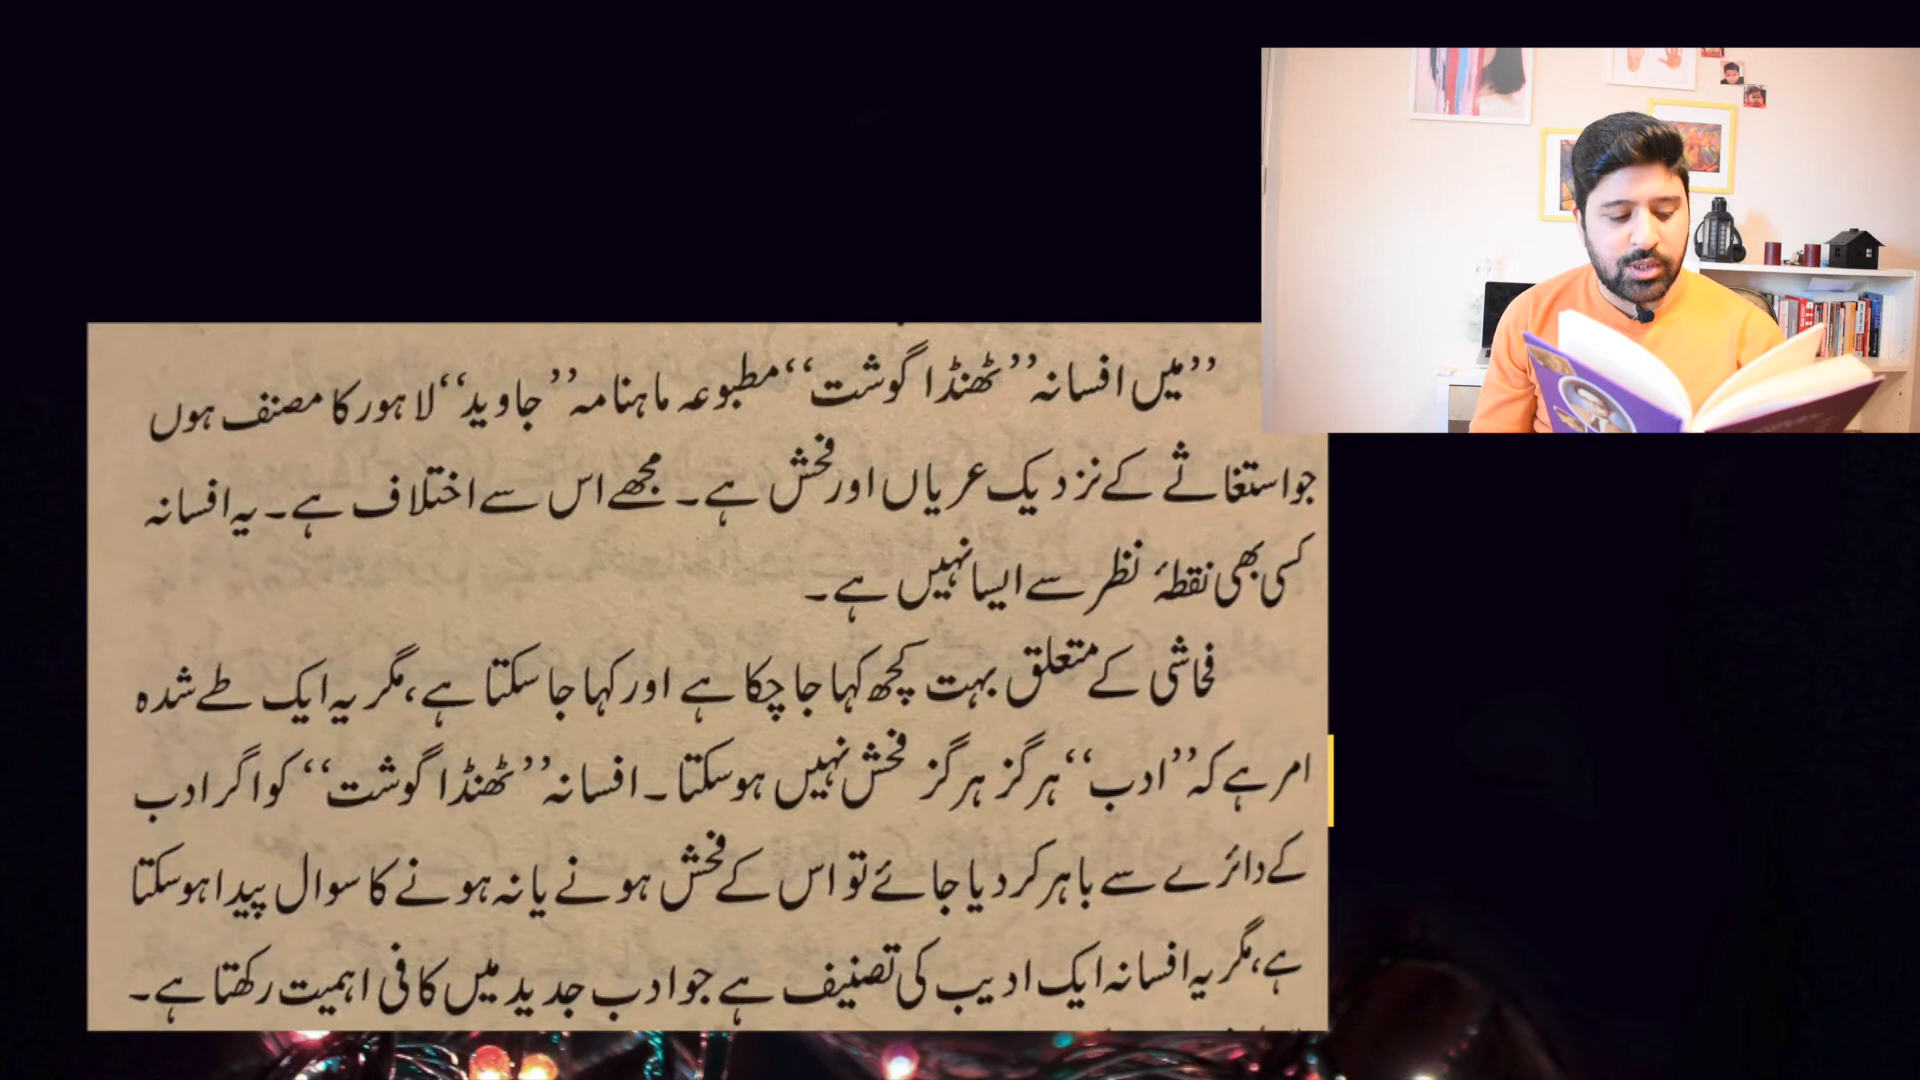 ’’میں افسانہ ’’ٹھنڈا گوشت‘‘ مطبوعہ ماہنامہ ’’جاوید‘‘ لاہور کا مصنف ہوں
جو استغاثے کے نزدیک عریاں اور فحش ہے۔ مجھے اس سے اختلاف ہے۔ یہ افسانہ
کسی بھی نقطۂ نظر سے ایسا نہیں ہے۔
فحاشی کے متعلق بہت کچھ کہا جا چکا ہے اور کہا جا سکتا ہے، مگر یہ ایک طے شدہ
امر ہے کہ ’’ادب‘‘ ہرگز ہرگز فحش نہیں ہوسکتا۔ افسانہ ’’ٹھنڈا گوشت‘‘ کو اگر ادب
کے دائرے سے باہر کر دیا جائے تو اس کے فحش ہونے یا نہ ہونے کا سوال پیدا ہوسکتا
ہے، مگر یہ افسانہ ایک ادیب کی تصنیف ہے جو ادب جدید میں کافی اہمیت رکھتا ہے۔